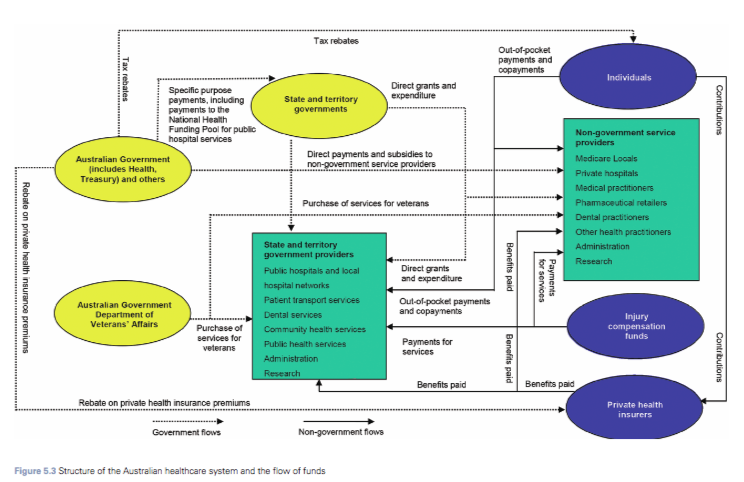 Tax rebates
Out-of-pocket
payments and
copayments
Individuals
Tax rebates
Specific purpose
payments, including
payments to the
National Health
Funding Pool for public
hospital services
State and territory
governments
Direct grants and
expenditure
Contributions
Australian Government
(includes Health,
Treasury) and others
Direct payments and subsidies to
non-government service providers
Non-government service
providers
Medicare Locals
Private hospitals
Medical practitioners
Pharmaceutical retailers
Dental practitioners
Other health practitioners
Administration
Research
Purchase of services for veterans
Rebate on private health insurance premiums
State and territory
government providers
Public hospitals and local
hospital networks
Patient transport services
Dental services
Community health services
Public health services
Administration
Research
Direct grants
and expenditure
Benefits paid
Payments
for services
Out-of-pocket payments
and copayments
Australian Government
Department of
Veterans' Affairs
Purchase of
services for
veterans
Injury
compensation
funds
Payments for
services
Benefits paid
Contributions
Benefits paid
Benefits paid
Rebate on private health insurance premiums
Private health
insurers
Government flows
Non-government flows
Figure 5.3 Structure of the Australian healthcare system and the flow of funds